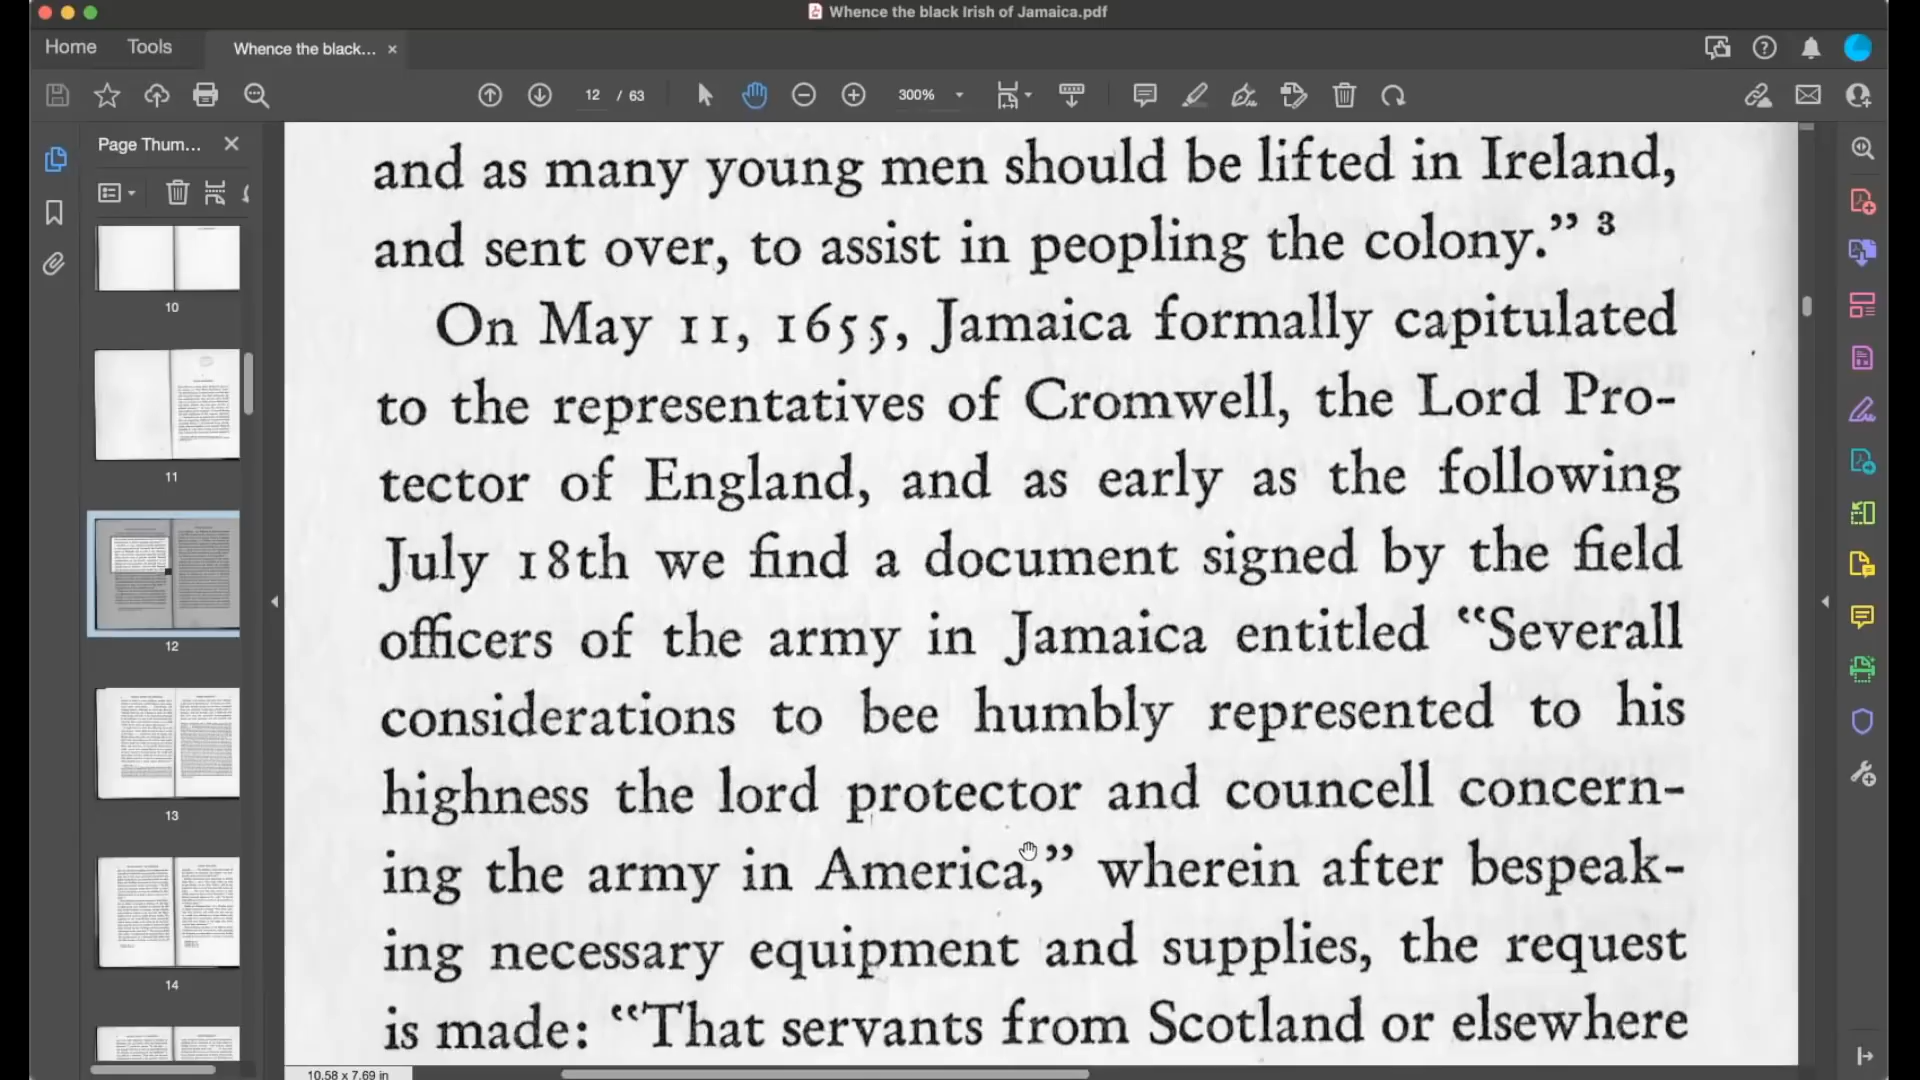 Whence the black Irish of Jamaica.pdf
Home Tools Whence the black... ×
12 / 63 300%
Page Thum...
10
11
12
13
14
and as many young men should be lifted in Ireland,
and sent over, to assist in peopling the colony.” 3
On May 11, 1655, Jamaica formally capitulated
to the representatives of Cromwell, the Lord Pro-
tector of England, and as early as the following
July 18th we find a document signed by the field
officers of the army in Jamaica entitled “Severall
considerations to bee humbly represented to his
highness the lord protector and councell concern-
ing the army in America,” wherein after bespeak-
ing necessary equipment and supplies, the request
is made: “That servants from Scotland or elsewhere
10.58 x 7.69 in